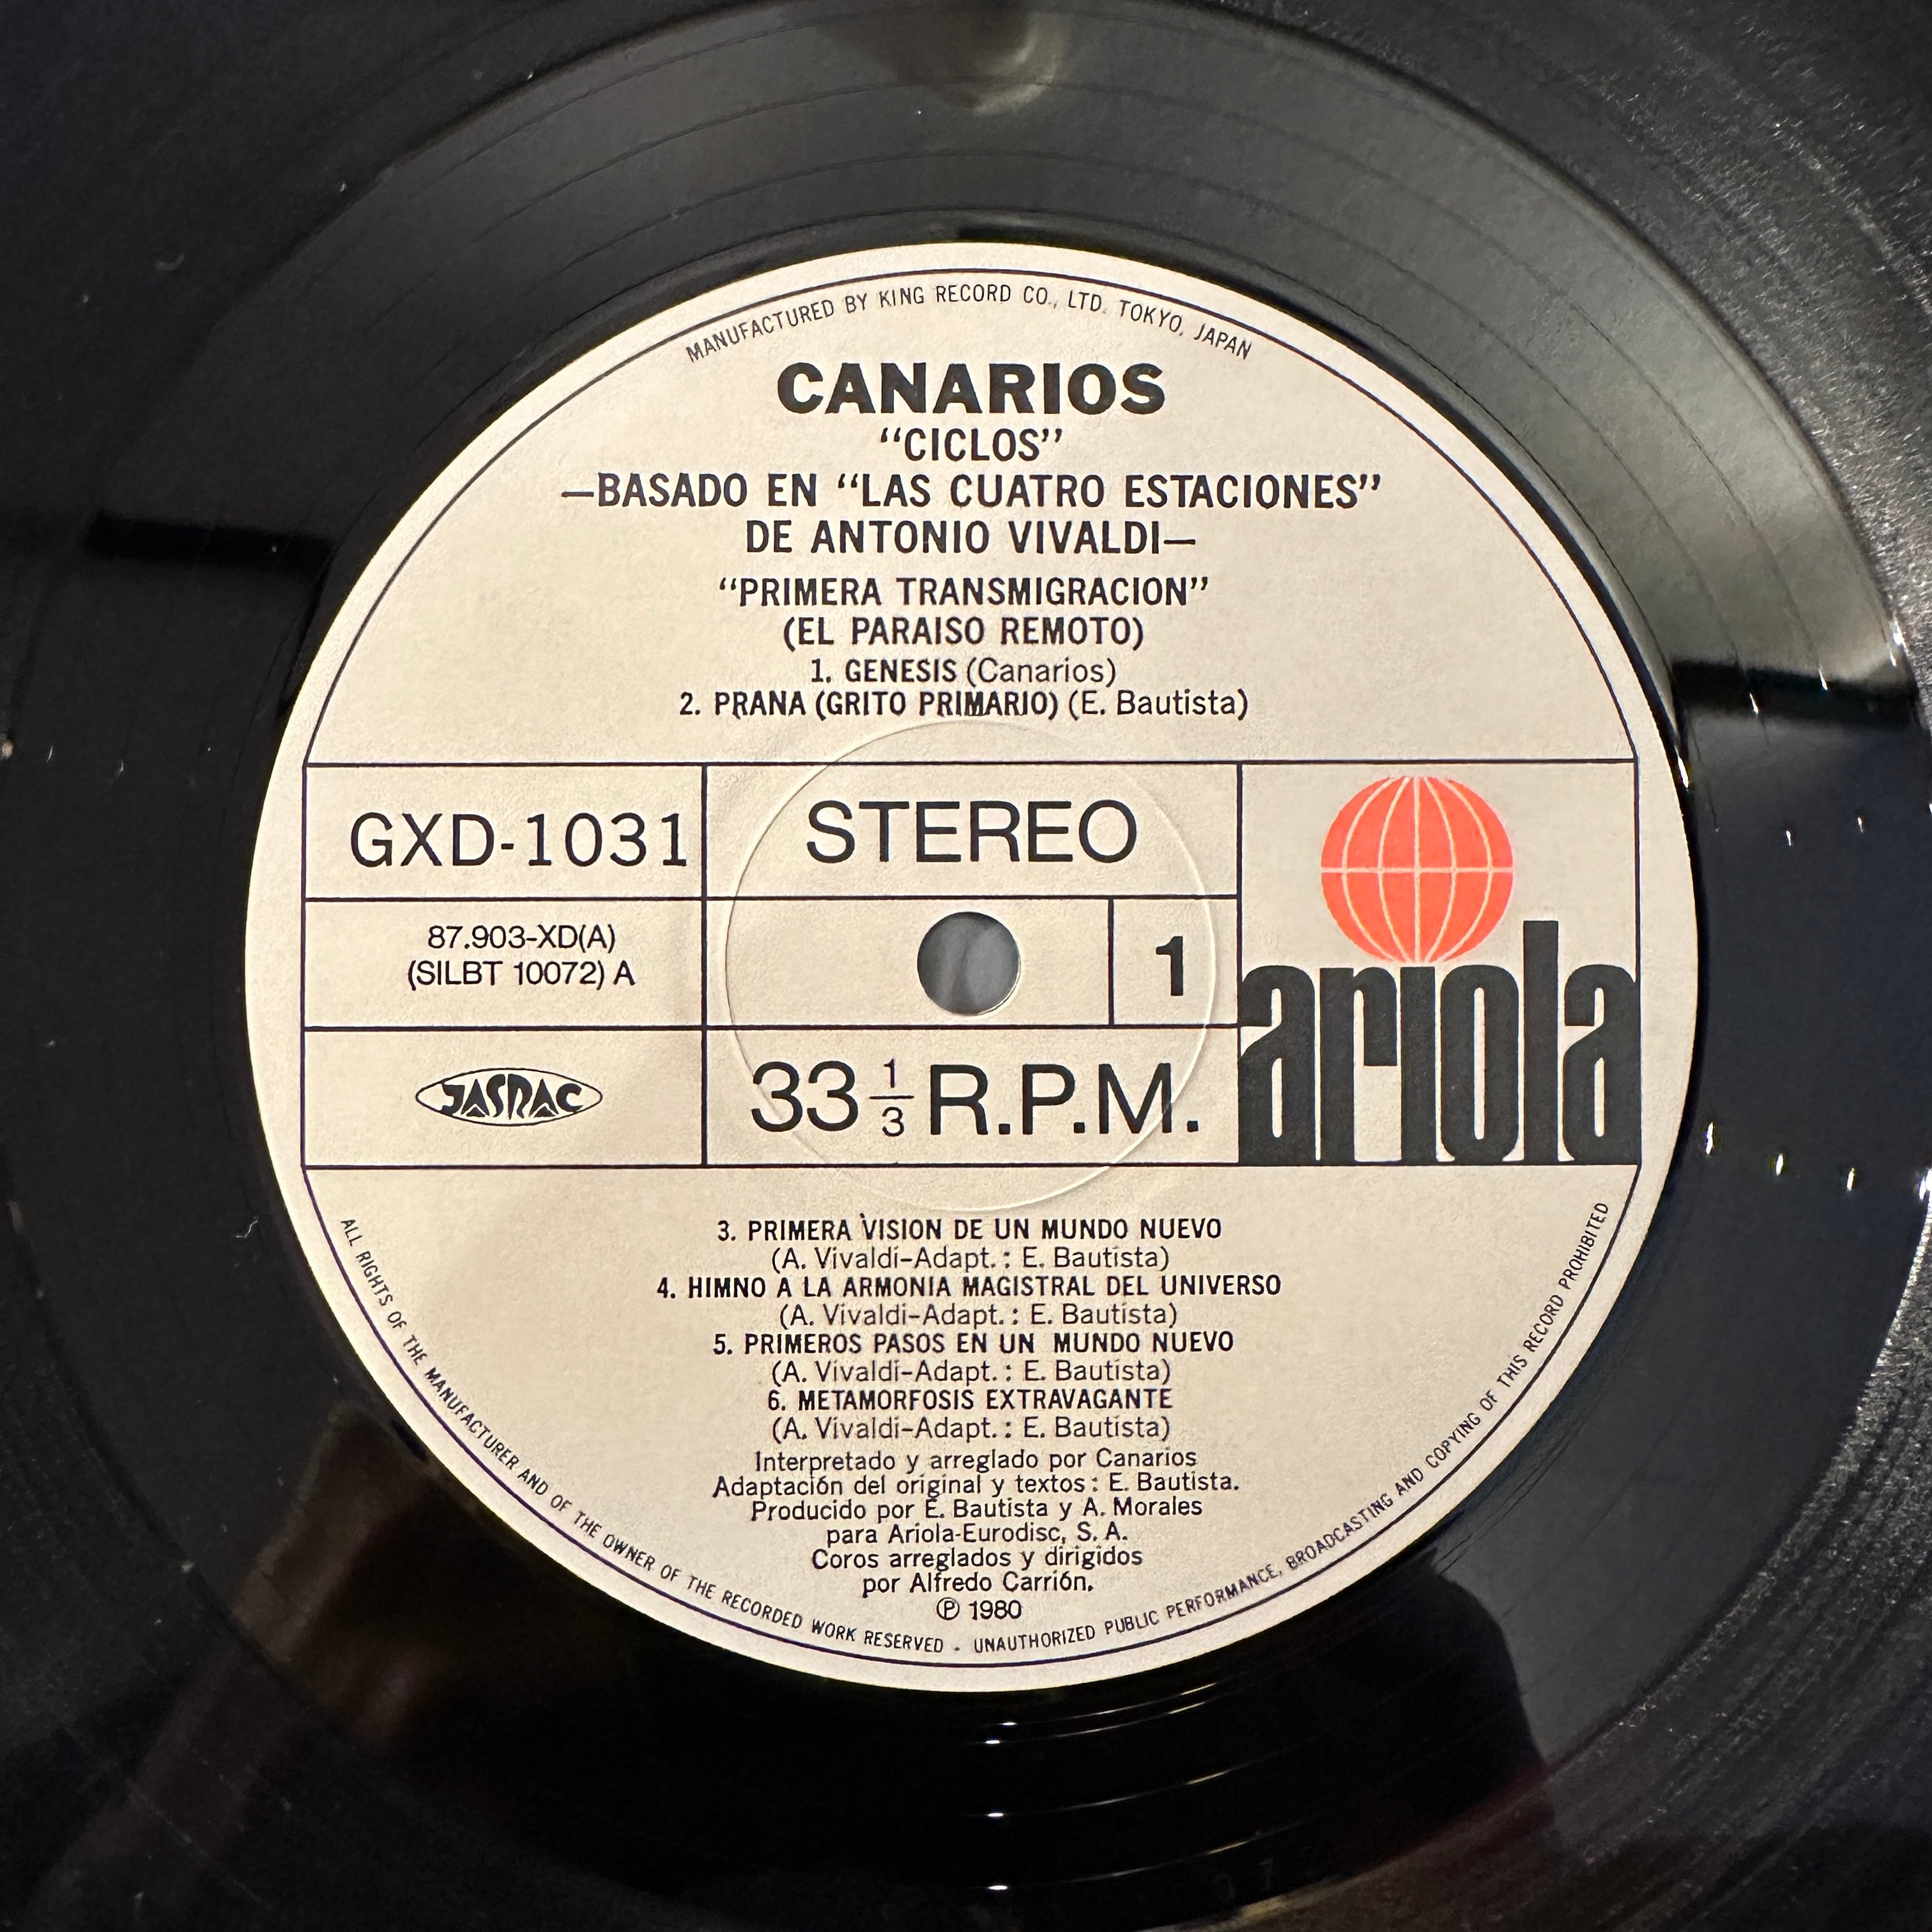 MANUFACTURED BY KING RECORD CO., LTD. TOKYO, JAPAN
CANARIOS
“CICLOS”
—BASADO EN “LAS CUATRO ESTACIONES”
DE ANTONIO VIVALDI—
“PRIMERA TRANSMIGRACION”
(EL PARAISO REMOTO)
1. GENESIS (Canarios)
2. PRANA (GRITO PRIMARIO) (E. Bautista)
GXD-1031
STEREO
87.903-XD(A)
(SILBT 10072) A
1
ariola
JASRAC
33 1/3 R.P.M.
3. PRIMERA VISION DE UN MUNDO NUEVO
(A. Vivaldi-Adapt.: E. Bautista)
4. HIMNO A LA ARMONIA MAGISTRAL DEL UNIVERSO
(A. Vivaldi-Adapt.: E. Bautista)
5. PRIMEROS PASOS EN UN MUNDO NUEVO
(A. Vivaldi-Adapt.: E. Bautista)
6. METAMORFOSIS EXTRAVAGANTE
(A. Vivaldi-Adapt.: E. Bautista)
Interpretado y arreglado por Canarios
Adaptación del original y textos: E. Bautista.
Producido por E. Bautista y A. Morales
para Ariola-Eurodisc, S. A.
Coros arreglados y dirigidos
por Alfredo Carrión.
℗ 1980
ALL RIGHTS OF THE MANUFACTURER AND OF THE OWNER OF THE RECORDED WORK RESERVED - UNAUTHORIZED PUBLIC PERFORMANCE, BROADCASTING AND COPYING OF THIS RECORD PROHIBITED